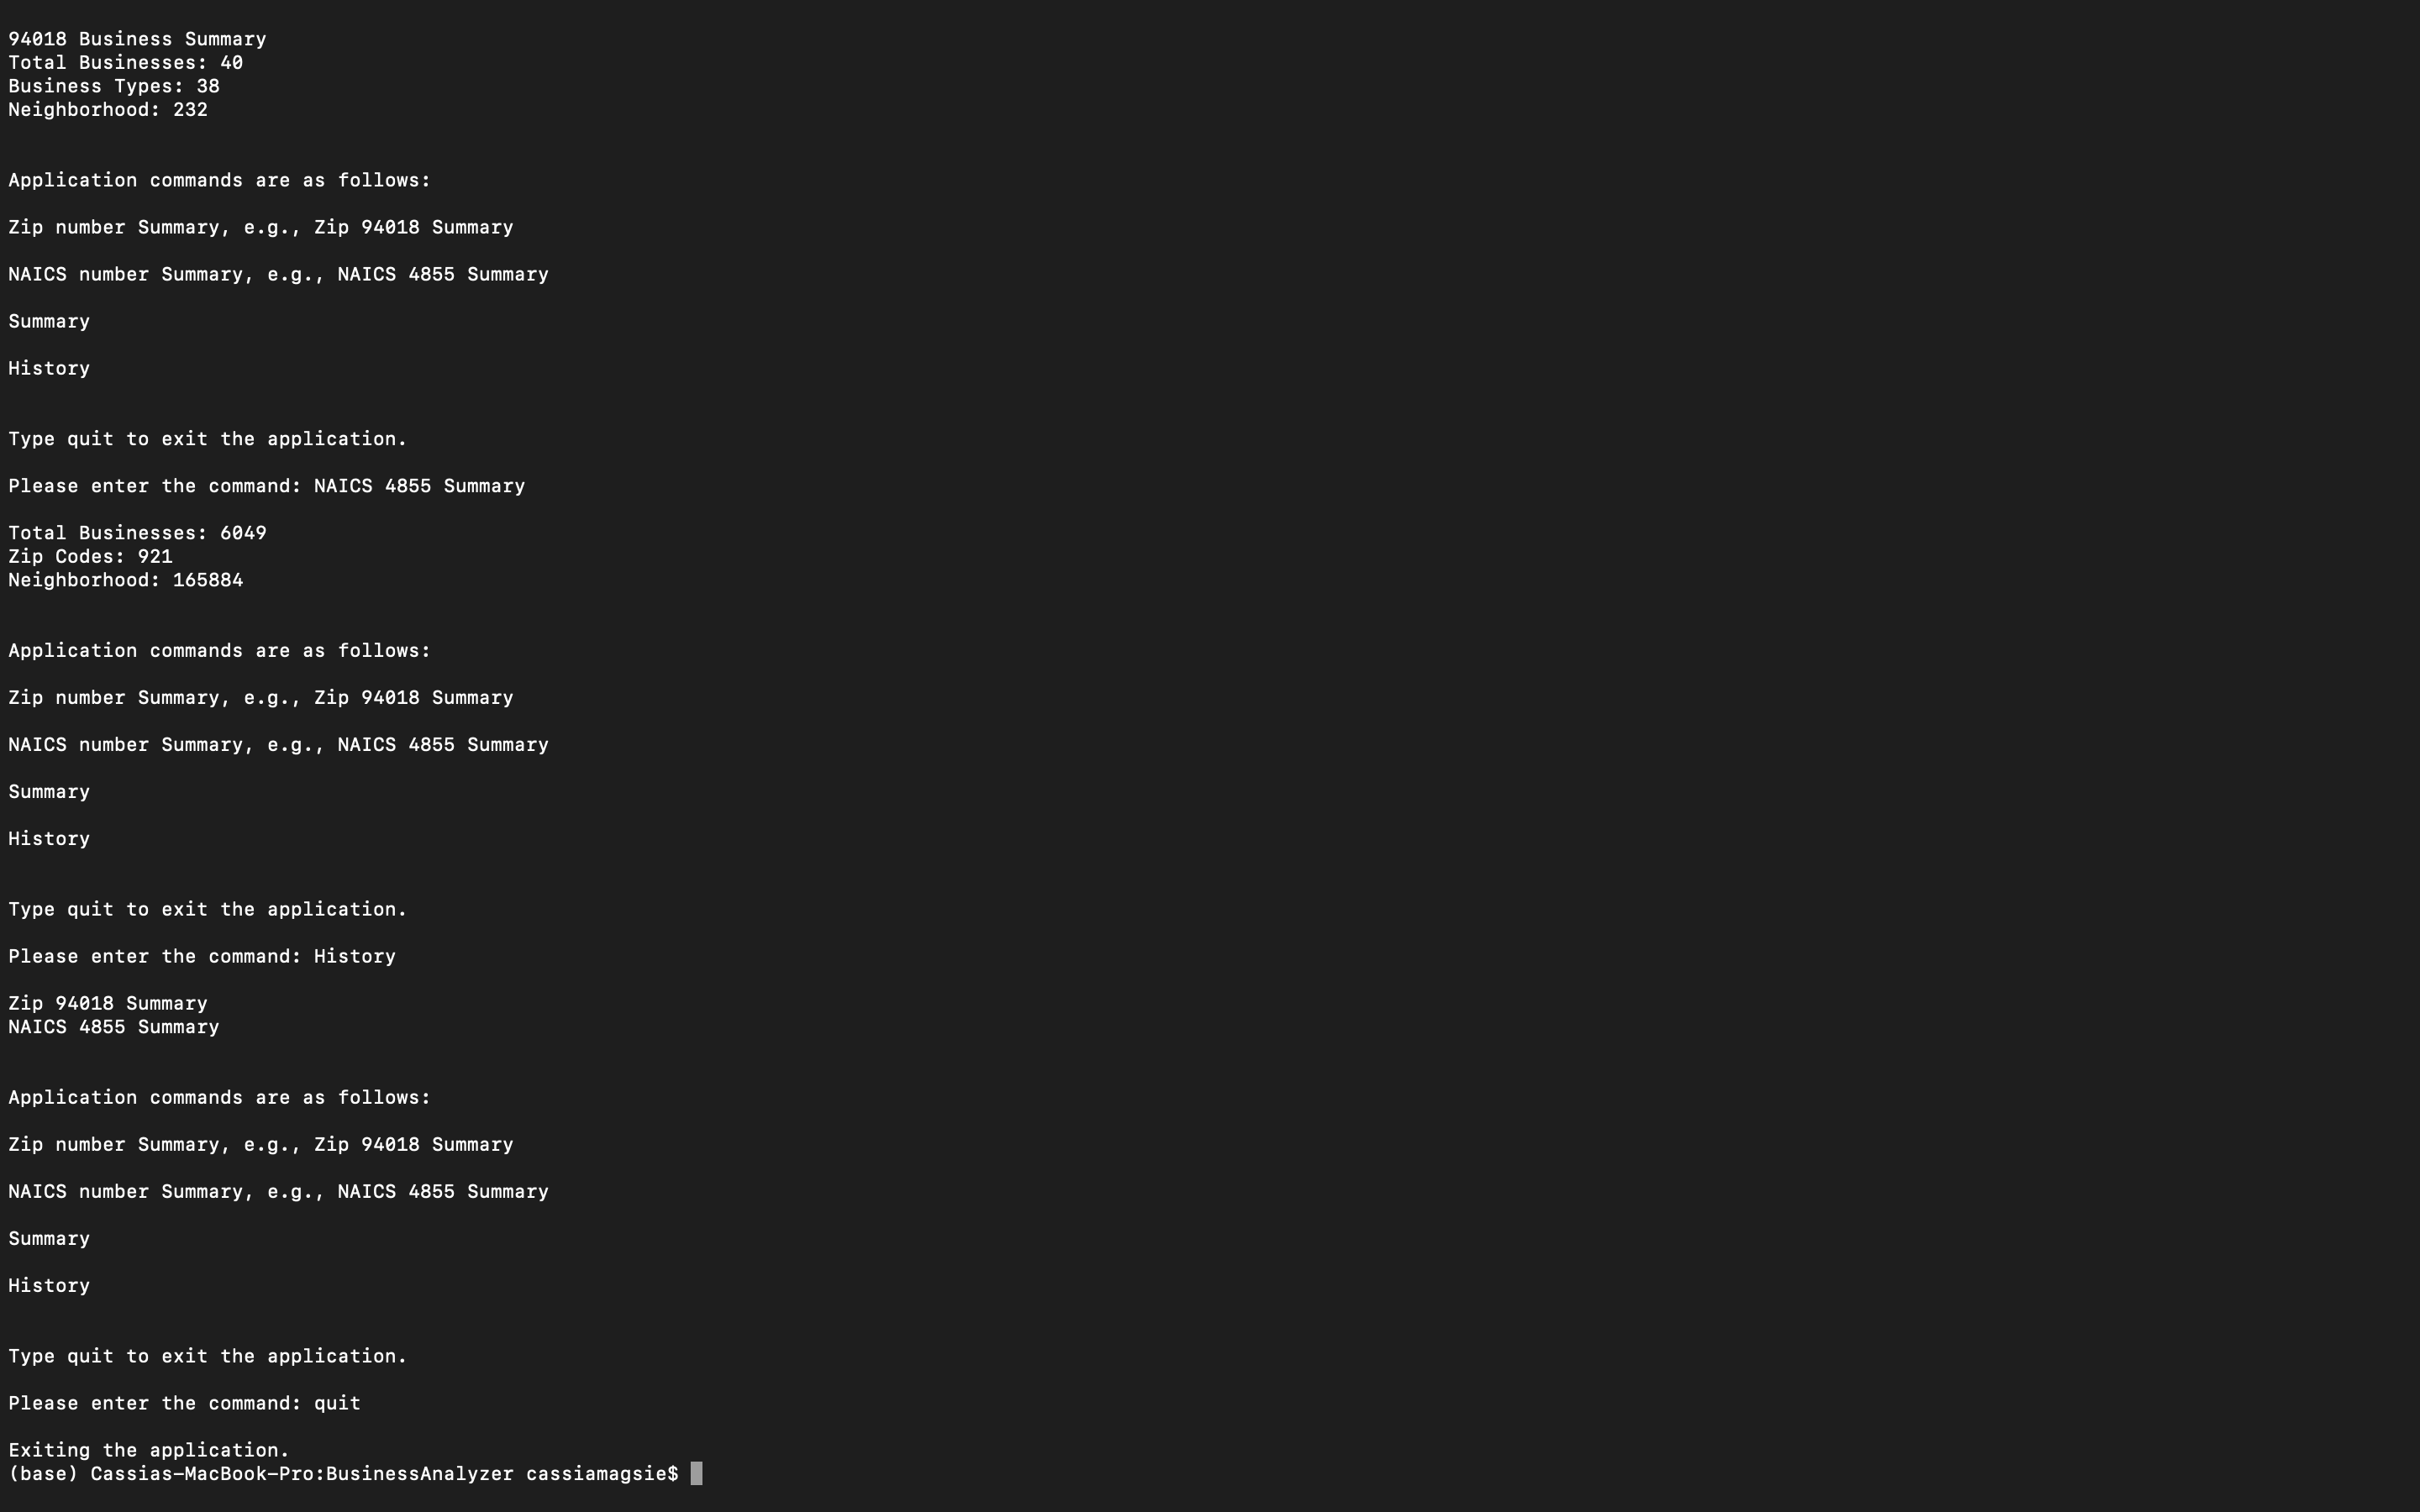 94018 Business Summary
Total Businesses: 40
Business Types: 38
Neighborhood: 232
Application commands are as follows:
Zip number Summary, e.g., Zip 94018 Summary
NAICS number Summary, e.g., NAICS 4855 Summary
Summary
History
Type quit to exit the application.
Please enter the command: NAICS 4855 Summary
Total Businesses: 6049
Zip Codes: 921
Neighborhood: 165884
Application commands are as follows:
Zip number Summary, e.g., Zip 94018 Summary
NAICS number Summary, e.g., NAICS 4855 Summary
Summary
History
Type quit to exit the application.
Please enter the command: History
Zip 94018 Summary
NAICS 4855 Summary
Application commands are as follows:
Zip number Summary, e.g., Zip 94018 Summary
NAICS number Summary, e.g., NAICS 4855 Summary
Summary
History
Type quit to exit the application.
Please enter the command: quit
Exiting the application.
(base) Cassias-MacBook-Pro:BusinessAnalyzer cassiamagsie$